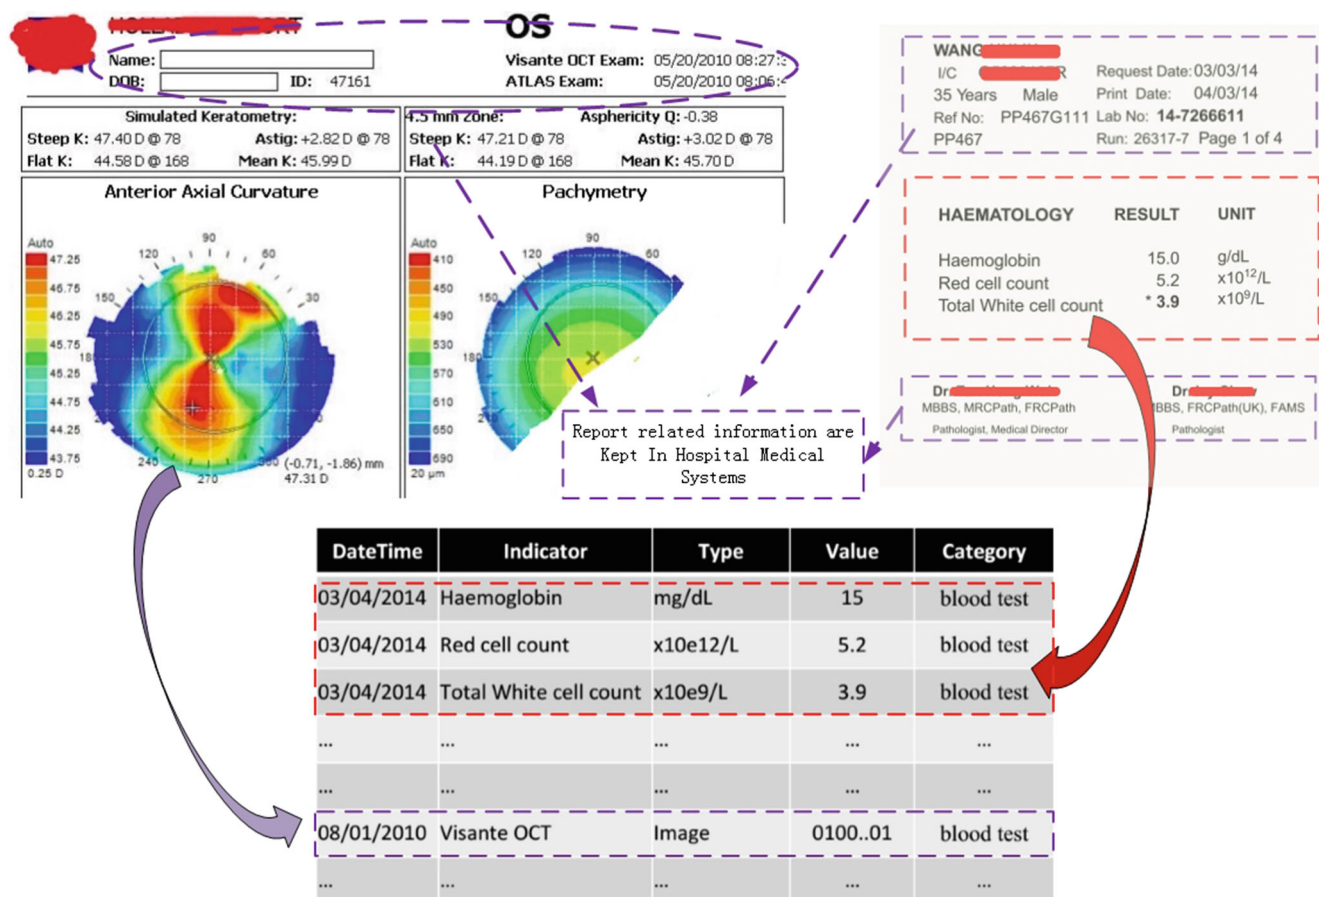 OS
Name:
Visante OCT Exam: 05/20/2010 08:27:
DOB: ID: 47161
ATLAS Exam: 05/20/2010 08:06:
Simulated Keratometry:
Steep K: 47.40 D @ 78 Astig: +2.82 D @ 78
Flat K: 44.58 D @ 168 Mean K: 45.99 D
4.5 mm Zone: Asphericity Q: -0.38
Steep K: 47.21 D @ 78 Astig: +3.02 D @ 78
Flat K: 44.19 D @ 168 Mean K: 45.70 D
Anterior Axial Curvature
Auto
47.25
46.75
46.25
45.75
45.25
44.75
44.25
43.75
0.25 D
90
120 60
150 30
18
240 300
270
(-0.71, -1.86) mm
47.31 D
Pachymetry
Auto
410
450
490
530
570
610
650
690
20 µm
90
120 60
150
18
270
WANG
I/C Request Date: 03/03/14
35 Years Male Print Date: 04/03/14
Ref No: PP467G111 Lab No: 14-7266611
PP467 Run: 26317-7 Page 1 of 4
HAEMATOLOGY RESULT UNIT
Haemoglobin 15.0 g/dL
Red cell count 5.2 x10¹²/L
Total White cell count * 3.9 x10⁹/L
Dr.
MBBS, MRCPath, FRCPath
Pathologist, Medical Director
Dr
MBBS, FRCPath(UK), FAMS
Pathologist
Report related information are
Kept In Hospital Medical
Systems
DateTime Indicator Type Value Category
03/04/2014 Haemoglobin mg/dL 15 blood test
03/04/2014 Red cell count x10e12/L 5.2 blood test
03/04/2014 Total White cell count x10e9/L 3.9 blood test
... ... ... ... ...
... ... ... ... ...
08/01/2010 Visante OCT Image 0100..01 blood test
... ... ... ... ...